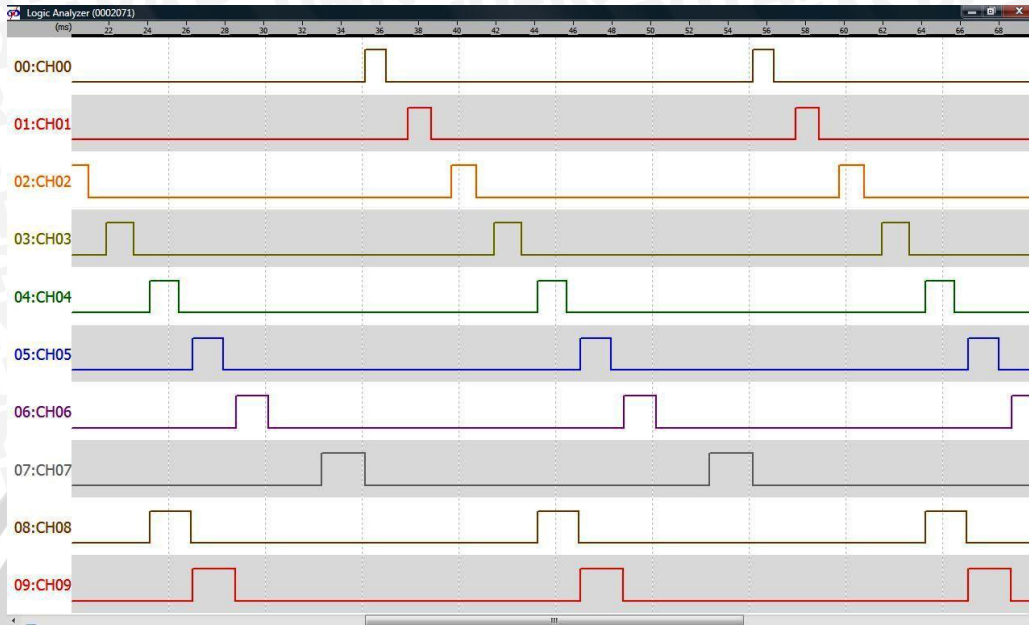 Logic Analyzer (0002071)
(ms) 22 24 26 28 30 32 34 36 38 40 42 44 46 48 50 52 54 56 58 60 62 64 66 68
00:CH00
01:CH01
02:CH02
03:CH03
04:CH04
05:CH05
06:CH06
07:CH07
08:CH08
09:CH09